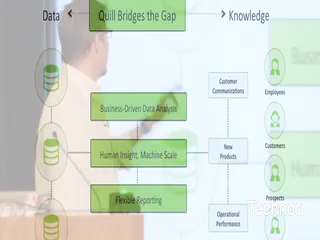 Data
Quill Bridges the Gap
Knowledge
Customer
Communications
Business-Driven Data Analysis
Employees
Human Insight, Machine Scale
New
Products
Customers
Flexible Reporting
Prospects
Operational
Performance